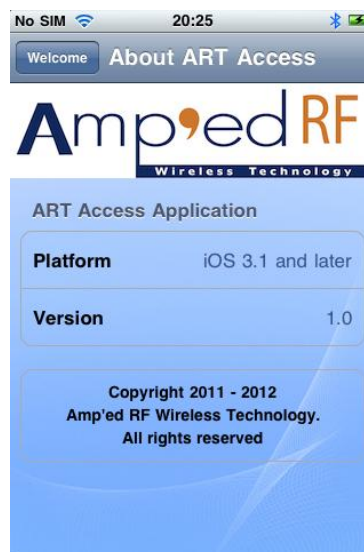 No SIM 20:25
Welcome About ART Access
Amp'ed RF
Wireless Technology
ART Access Application
Platform iOS 3.1 and later
Version 1.0
Copyright 2011 - 2012
Amp'ed RF Wireless Technology.
All rights reserved